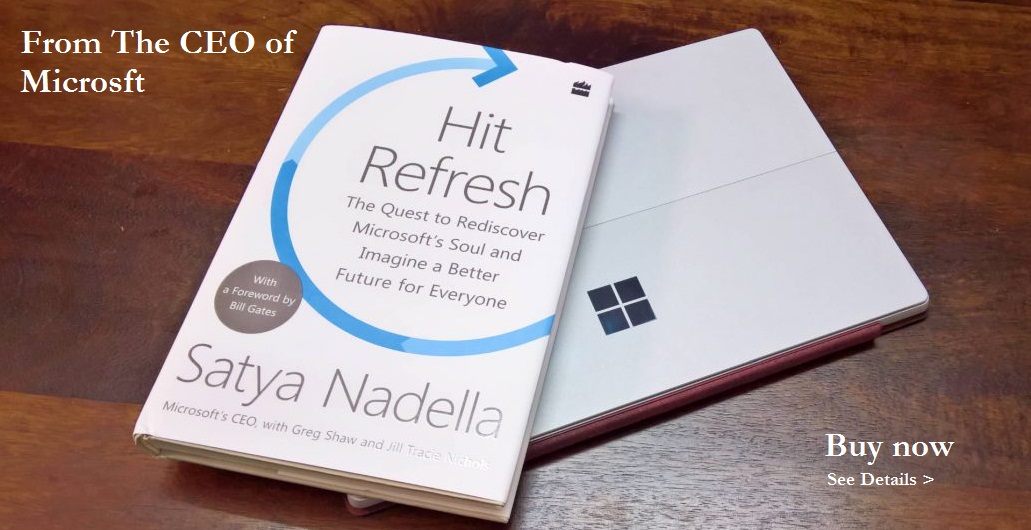 From The CEO of
Microsft
Hit
Refresh
The Quest to Rediscover
Microsoft's Soul and
Imagine a Better
Future for Everyone
With
a Foreword by
Bill Gates
Satya Nadella
Microsoft's CEO, with Greg Shaw and Jill Tracie Nichols
Buy now
See Details >